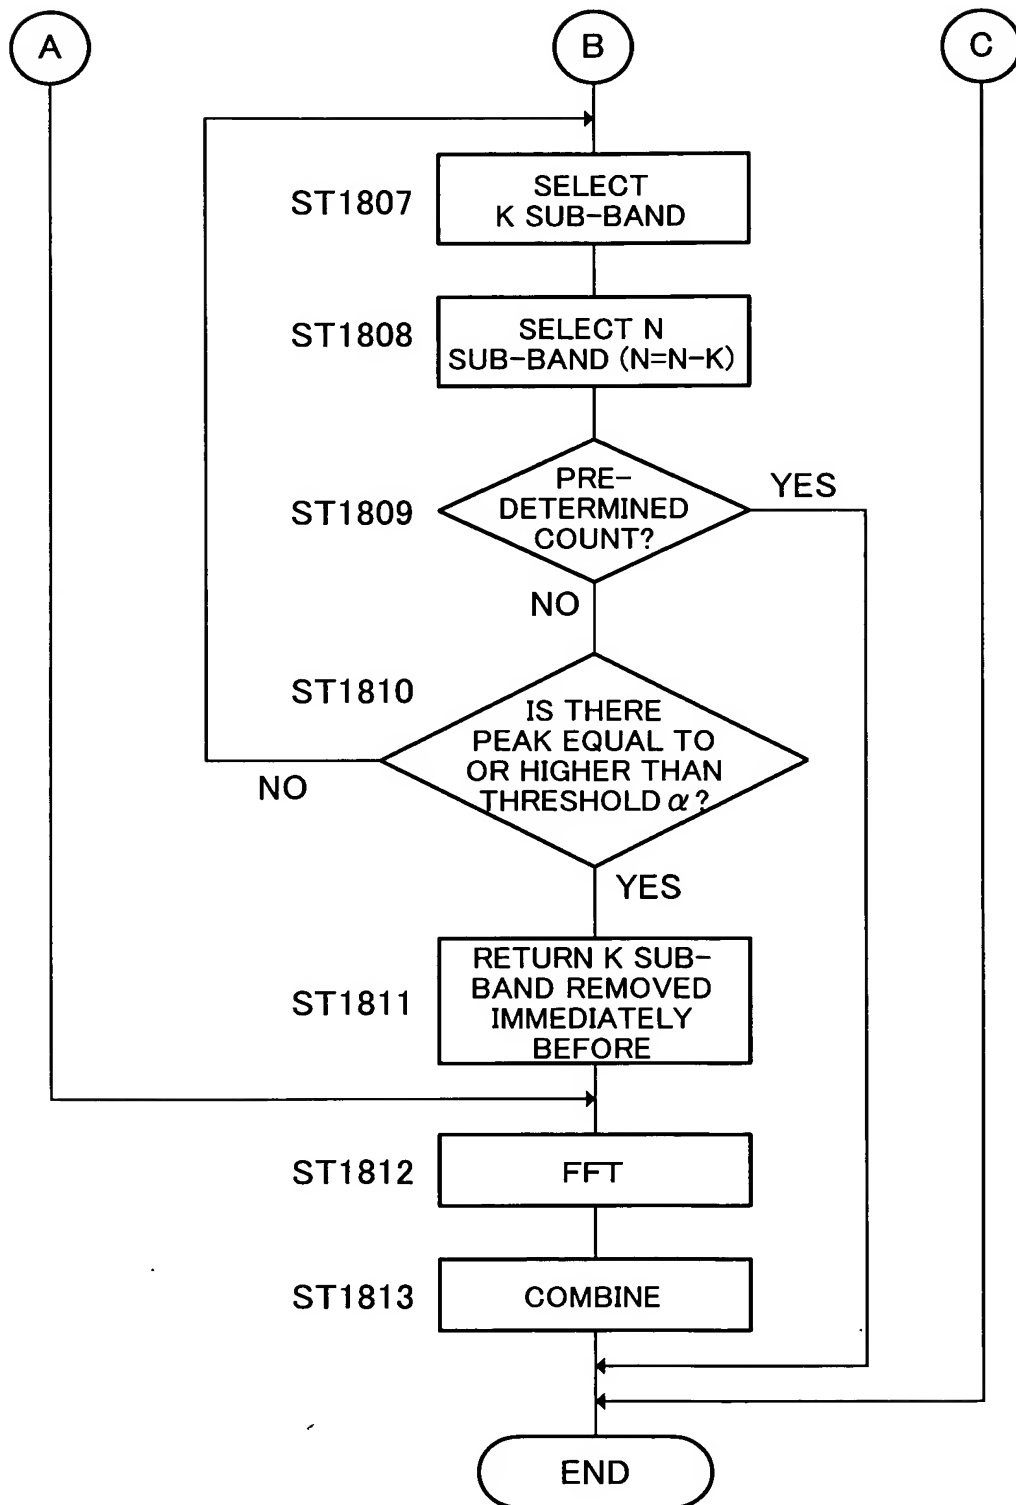 A
B
C
ST1807
SELECT
K SUB-BAND
ST1808
SELECT N
SUB-BAND (N=N-K)
ST1809
PRE-
DETERMINED
COUNT?
YES
NO
ST1810
IS THERE
PEAK EQUAL TO
OR HIGHER THAN
THRESHOLD α?
NO
YES
ST1811
RETURN K SUB-
BAND REMOVED
IMMEDIATELY
BEFORE
ST1812
FFT
ST1813
COMBINE
END